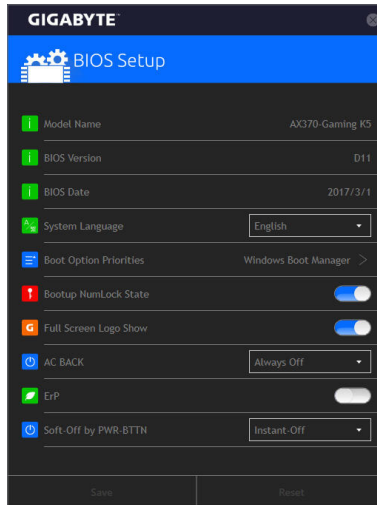 GIGABYTE™
BIOS Setup
Model Name AX370-Gaming K5
BIOS Version D11
BIOS Date 2017/3/1
System Language English
Boot Option Priorities Windows Boot Manager >
Bootup NumLock State
G Full Screen Logo Show
AC BACK Always Off
ErP
Soft-Off by PWR-BTTN Instant-Off
Save Reset